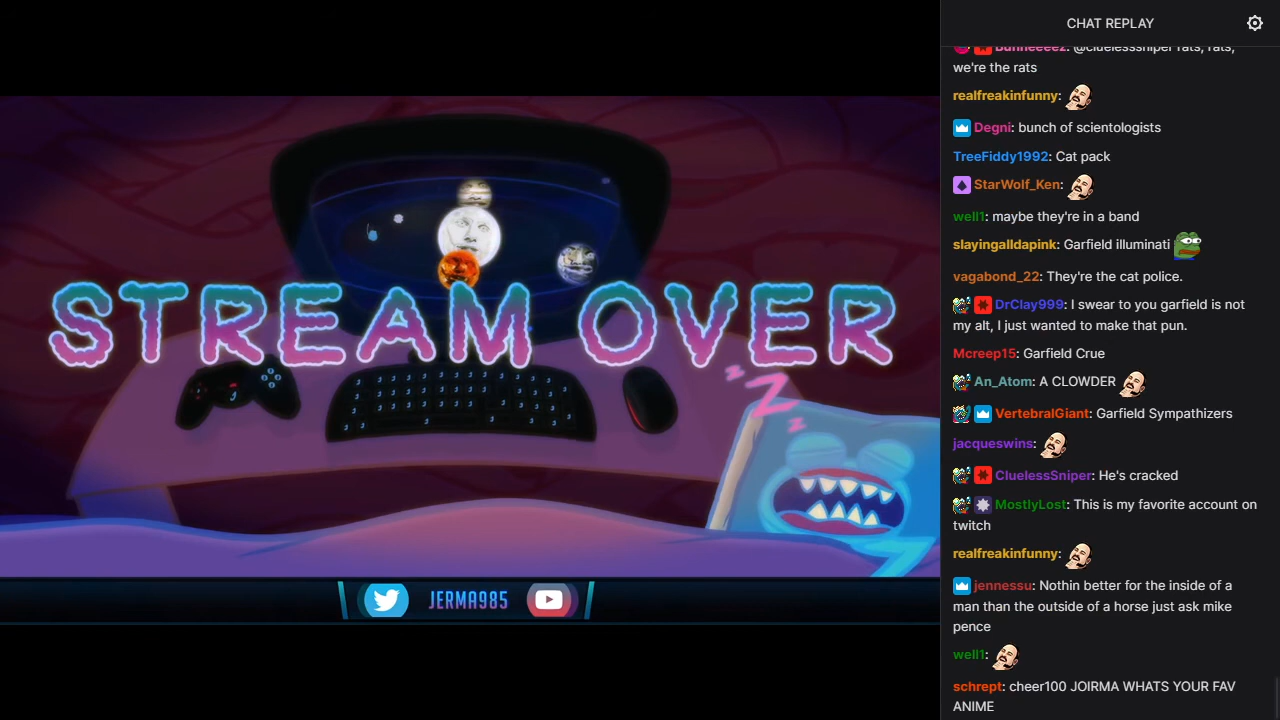 STREAM OVER
z
Z
z
JERMA985
CHAT REPLAY
Bunneeeez: @cluelesssniper rats, rats,
we're the rats
realfreakinfunny:
Degni: bunch of scientologists
TreeFiddy1992: Cat pack
StarWolf_Ken:
well1: maybe they're in a band
slayingalldapink: Garfield illuminati
vagabond_22: They're the cat police.
DrClay999: I swear to you garfield is not
my alt, I just wanted to make that pun.
Mcreep15: Garfield Crue
An_Atom: A CLOWDER
VertebralGiant: Garfield Sympathizers
jacqueswins:
CluelessSniper: He's cracked
MostlyLost: This is my favorite account on
twitch
realfreakinfunny:
jennessu: Nothin better for the inside of a
man than the outside of a horse just ask mike
pence
well1:
schrept: cheer100 JOIRMA WHATS YOUR FAV
ANIME